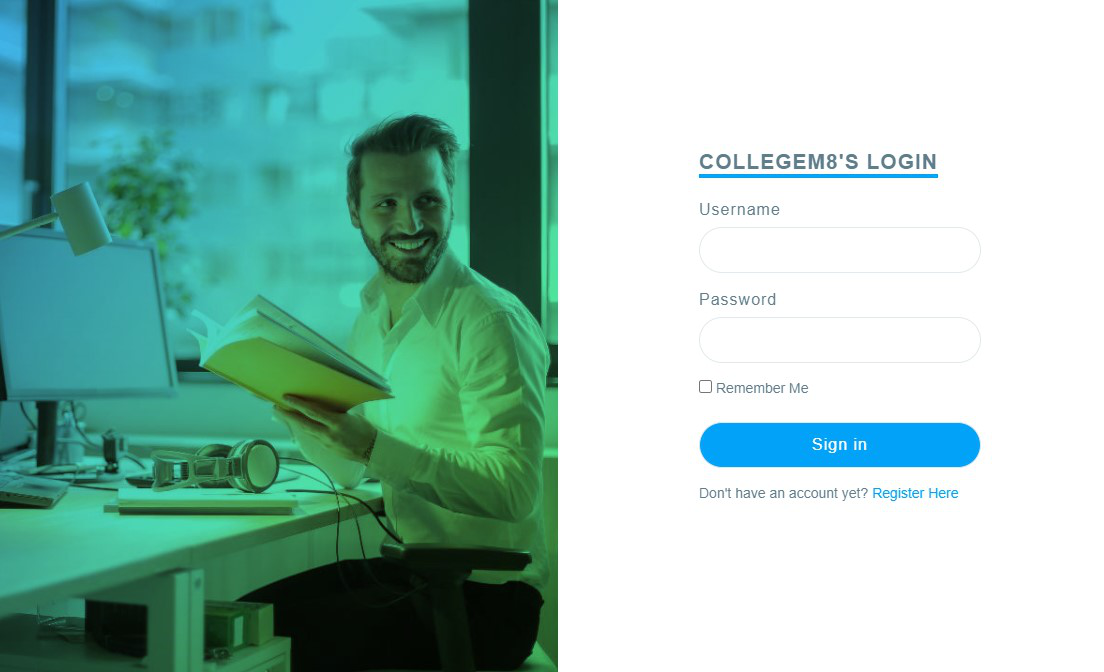 COLLEGEM8'S LOGIN
Username
Password
Remember Me
Sign in
Don't have an account yet? Register Here